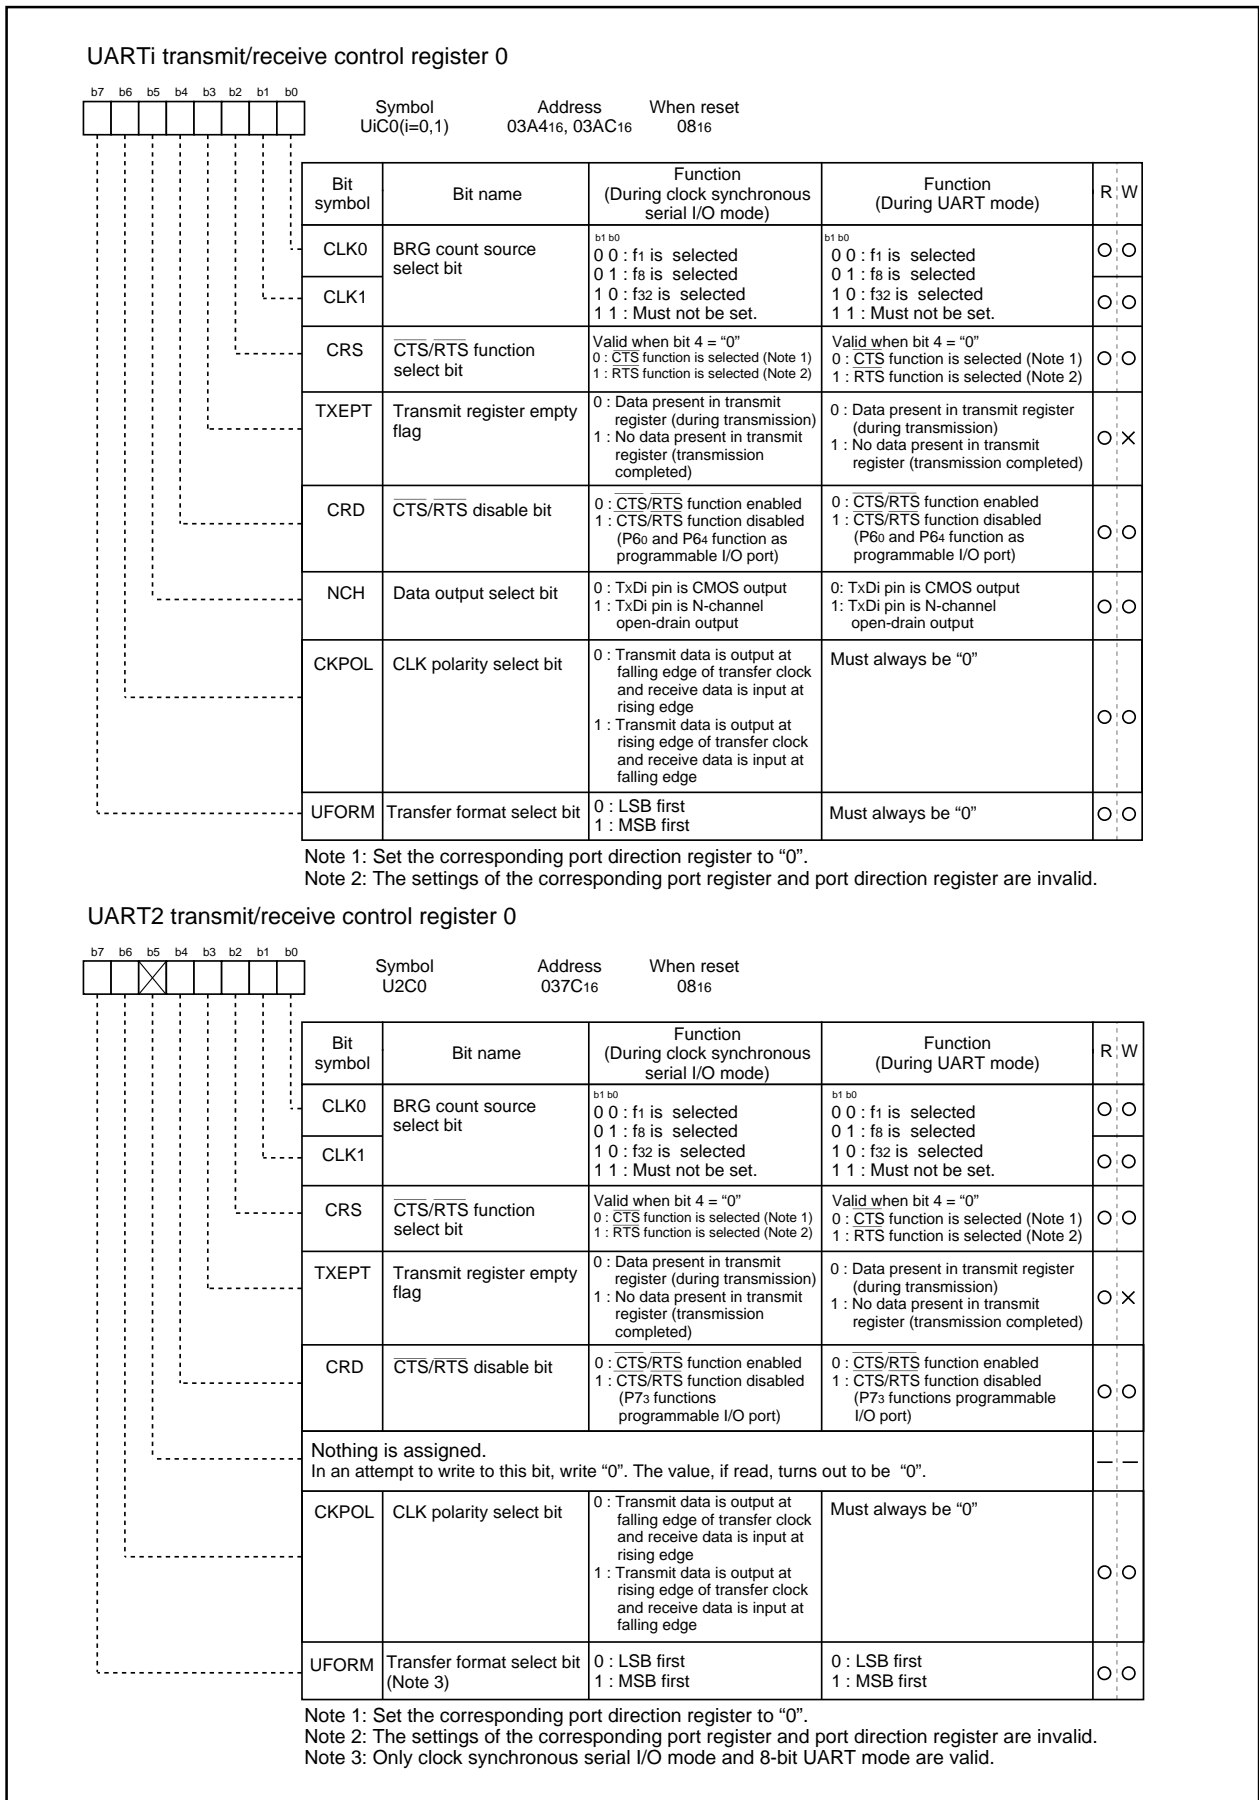 UARTi transmit/receive control register 0
b7 b6 b5 b4 b3 b2 b1 b0
Symbol Address When reset
UiC0(i=0,1) 03A416, 03AC16 0816
Bit symbol Bit name Function (During clock synchronous serial I/O mode) Function (During UART mode) R W
CLK0 BRG count source select bit
CLK1
b1 b0
0 0 : f1 is selected
0 1 : f8 is selected
1 0 : f32 is selected
1 1 : Must not be set.
b1 b0
0 0 : f1 is selected
0 1 : f8 is selected
1 0 : f32 is selected
1 1 : Must not be set.
CRS CTS/RTS function select bit
Valid when bit 4 = “0”
0 : CTS function is selected (Note 1)
1 : RTS function is selected (Note 2)
Valid when bit 4 = “0”
0 : CTS function is selected (Note 1)
1 : RTS function is selected (Note 2)
TXEPT Transmit register empty flag
0 : Data present in transmit
register (during transmission)
1 : No data present in transmit
register (transmission
completed)
0 : Data present in transmit register
(during transmission)
1 : No data present in transmit
register (transmission completed)
CRD CTS/RTS disable bit
0 : CTS/RTS function enabled
1 : CTS/RTS function disabled
(P60 and P64 function as
programmable I/O port)
0 : CTS/RTS function enabled
1 : CTS/RTS function disabled
(P60 and P64 function as
programmable I/O port)
NCH Data output select bit
0 : TXDi pin is CMOS output
1 : TXDi pin is N-channel
open-drain output
0: TXDi pin is CMOS output
1: TXDi pin is N-channel
open-drain output
CKPOL CLK polarity select bit
0 : Transmit data is output at
falling edge of transfer clock
and receive data is input at
rising edge
1 : Transmit data is output at
rising edge of transfer clock
and receive data is input at
falling edge
Must always be “0”
UFORM Transfer format select bit
0 : LSB first
1 : MSB first
Must always be “0”
Note 1: Set the corresponding port direction register to “0”.
Note 2: The settings of the corresponding port register and port direction register are invalid.
UART2 transmit/receive control register 0
b7 b6 b5 b4 b3 b2 b1 b0
Symbol Address When reset
U2C0 037C16 0816
Bit symbol Bit name Function (During clock synchronous serial I/O mode) Function (During UART mode) R W
CLK0 BRG count source select bit
CLK1
b1 b0
0 0 : f1 is selected
0 1 : f8 is selected
1 0 : f32 is selected
1 1 : Must not be set.
b1 b0
0 0 : f1 is selected
0 1 : f8 is selected
1 0 : f32 is selected
1 1 : Must not be set.
CRS CTS/RTS function select bit
Valid when bit 4 = “0”
0 : CTS function is selected (Note 1)
1 : RTS function is selected (Note 2)
Valid when bit 4 = “0”
0 : CTS function is selected (Note 1)
1 : RTS function is selected (Note 2)
TXEPT Transmit register empty flag
0 : Data present in transmit
register (during transmission)
1 : No data present in transmit
register (transmission
completed)
0 : Data present in transmit register
(during transmission)
1 : No data present in transmit
register (transmission completed)
CRD CTS/RTS disable bit
0 : CTS/RTS function enabled
1 : CTS/RTS function disabled
(P73 functions
programmable I/O port)
0 : CTS/RTS function enabled
1 : CTS/RTS function disabled
(P73 functions programmable
I/O port)
Nothing is assigned.
In an attempt to write to this bit, write “0”. The value, if read, turns out to be “0”.
CKPOL CLK polarity select bit
0 : Transmit data is output at
falling edge of transfer clock
and receive data is input at
rising edge
1 : Transmit data is output at
rising edge of transfer clock
and receive data is input at
falling edge
Must always be “0”
UFORM Transfer format select bit (Note 3)
0 : LSB first
1 : MSB first
0 : LSB first
1 : MSB first
Note 1: Set the corresponding port direction register to “0”.
Note 2: The settings of the corresponding port register and port direction register are invalid.
Note 3: Only clock synchronous serial I/O mode and 8-bit UART mode are valid.